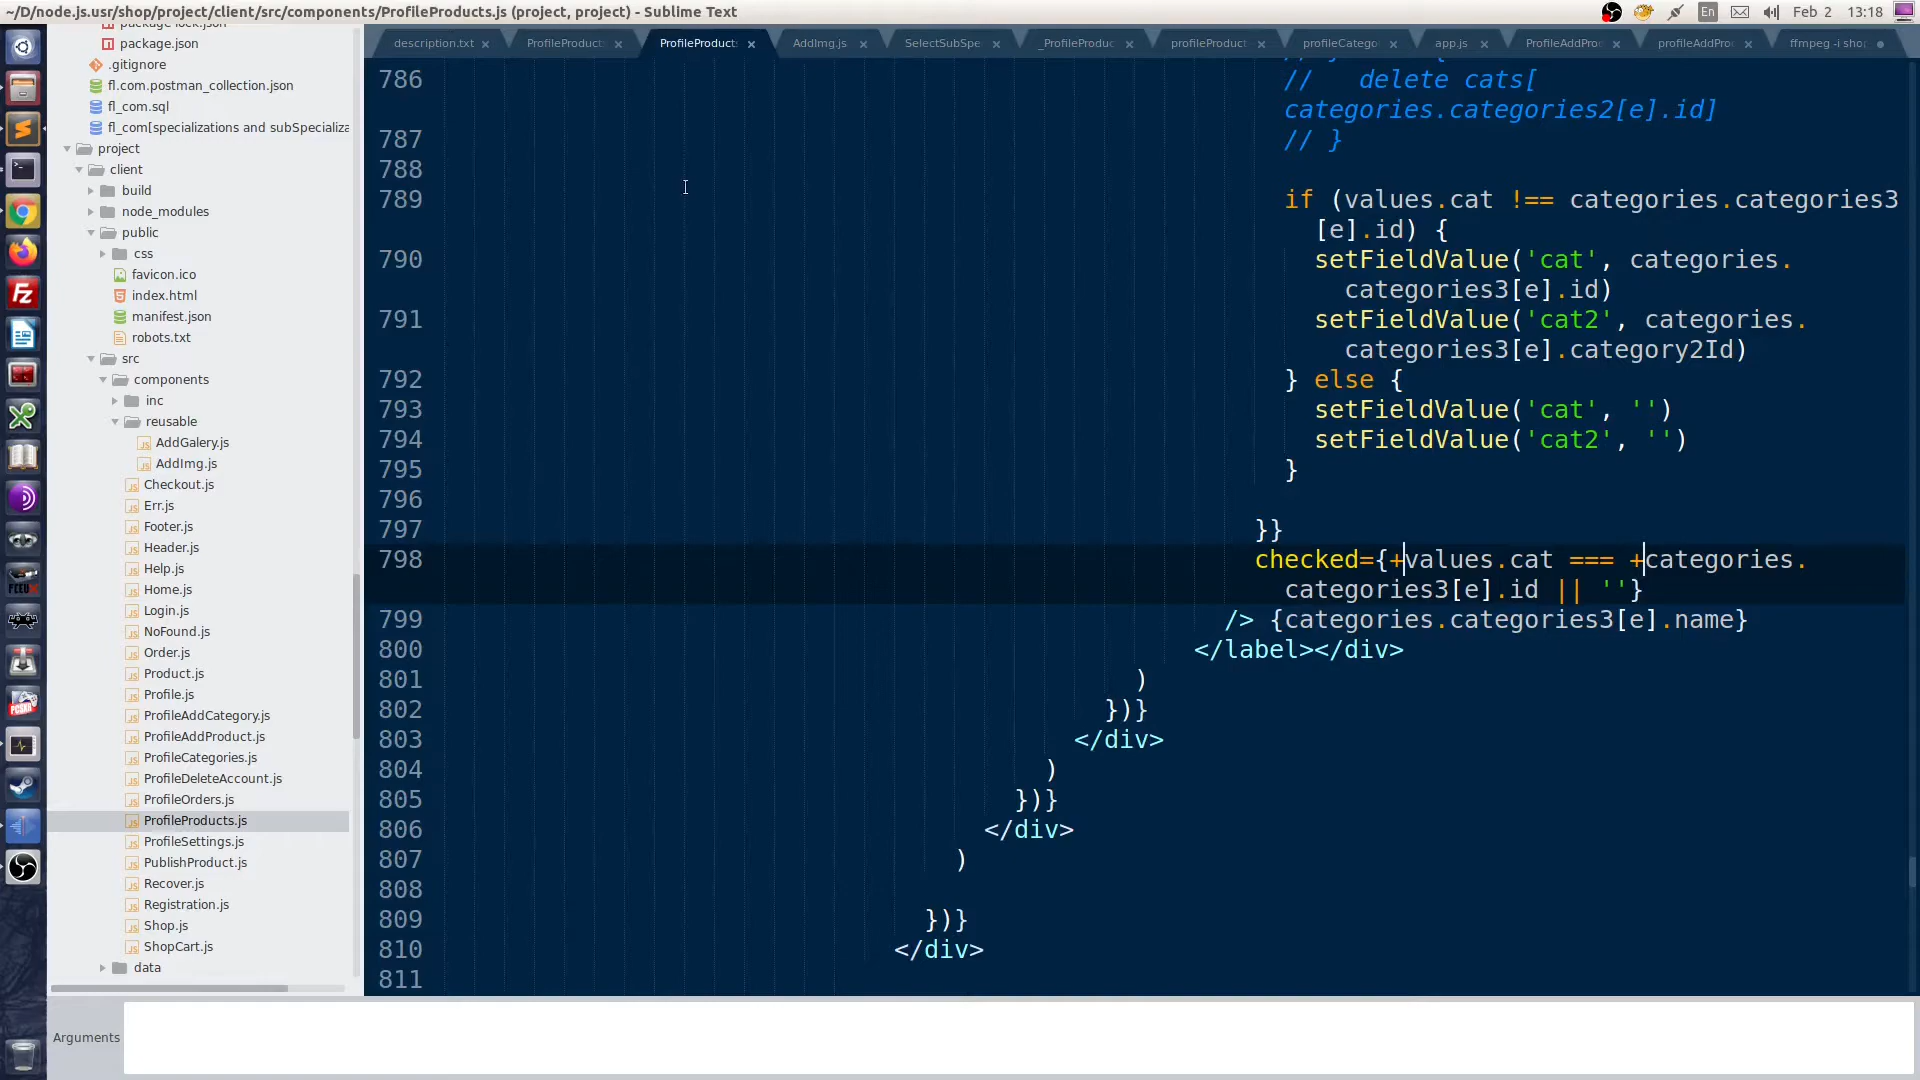 ~/D/node.js.usr/shop/project/client/src/components/ProfileProducts.js (project, project) - Sublime Text
En
Feb 2
13:18
package.json
.gitignore
fl.com.postman_collection.json
fl_com.sql
fl_com[specializations and subSpecializa
project
client
build
node_modules
public
css
favicon.ico
index.html
manifest.json
robots.txt
src
components
inc
reusable
AddGalery.js
AddImg.js
Checkout.js
Err.js
Footer.js
Header.js
Help.js
Home.js
Login.js
NoFound.js
Order.js
Product.js
Profile.js
ProfileAddCategory.js
ProfileAddProduct.js
ProfileCategories.js
ProfileDeleteAccount.js
ProfileOrders.js
ProfileProducts.js
ProfileSettings.js
PublishProduct.js
Recover.js
Registration.js
Shop.js
ShopCart.js
data
description.txt
ProfileProduct
ProfileProduct
AddImg.js
SelectSubSpe
_ProfileProduc
profileProduct
profileCatego
app.js
ProfileAddPro
profileAddPro
ffmpeg -i sho
786 //   delete cats[
categories.categories2[e].id]
787 // }
788
789 if (values.cat !== categories.categories3
[e].id) {
790 setFieldValue('cat', categories.
categories3[e].id)
791 setFieldValue('cat2', categories.
categories3[e].category2Id)
792 } else {
793 setFieldValue('cat', '')
794 setFieldValue('cat2', '')
795 }
796
797 }}
798 checked={+values.cat === +categories.
categories3[e].id || ''}
799 /> {categories.categories3[e].name}
800 </label></div>
801 )
802 })}
803 </div>
804 )
805 })}
806 </div>
807 )
808
809 })}
810 </div>
811
Arguments